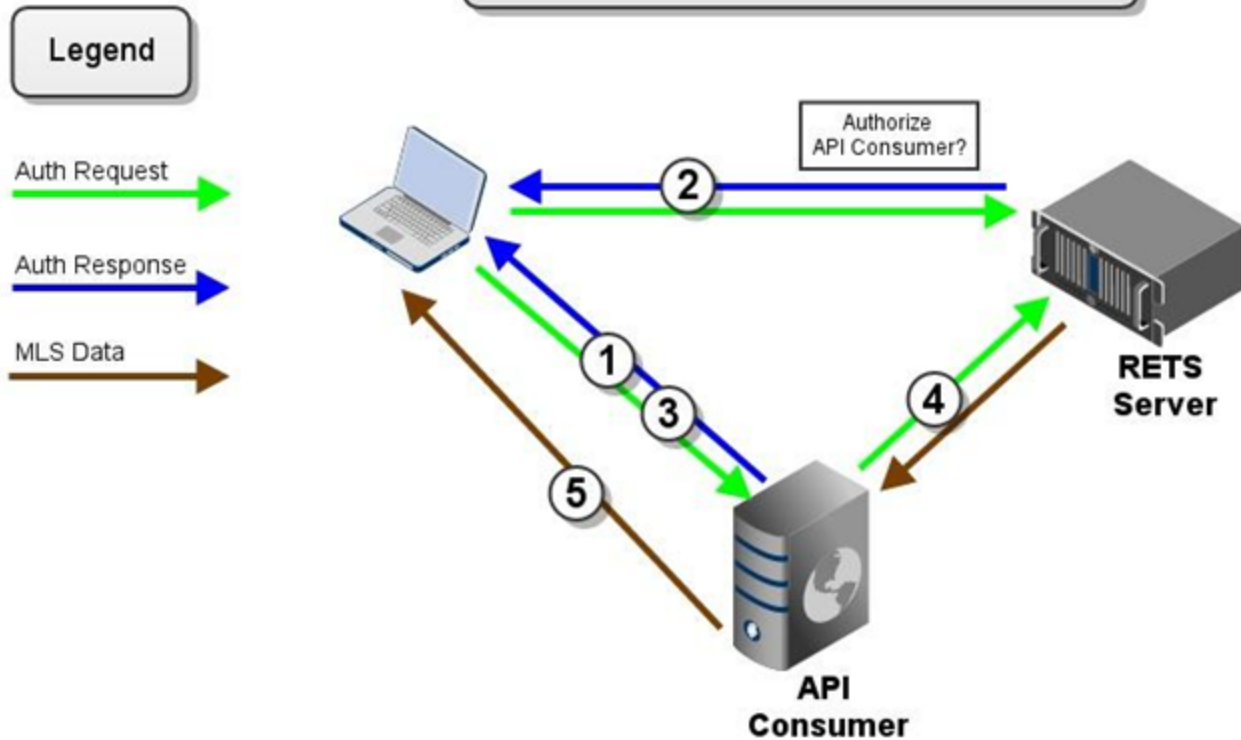 Legend
Auth Request
Auth Response
MLS Data
Authorize
API Consumer?
2
1
3
4
5
RETS
Server
API
Consumer